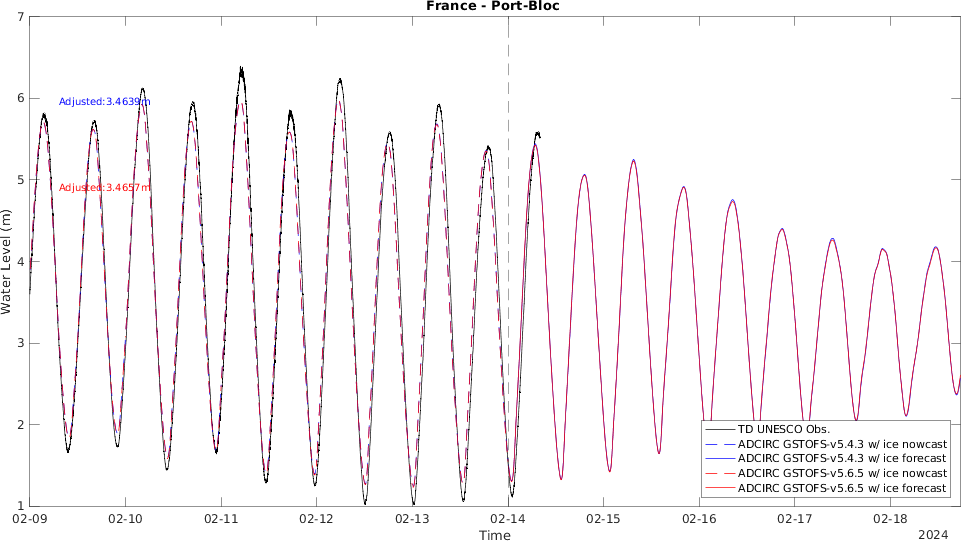 France - Port-Bloc
7
6
5
4
3
2
1
Water Level (m)
Adjusted:3.4639m
Adjusted:3.4657m
TD UNESCO Obs.
ADCIRC GSTOFS-v5.4.3 w/ ice nowcast
ADCIRC GSTOFS-v5.4.3 w/ ice forecast
ADCIRC GSTOFS-v5.6.5 w/ ice nowcast
ADCIRC GSTOFS-v5.6.5 w/ ice forecast
02-09 02-10 02-11 02-12 02-13 02-14 02-15 02-16 02-17 02-18
Time
2024